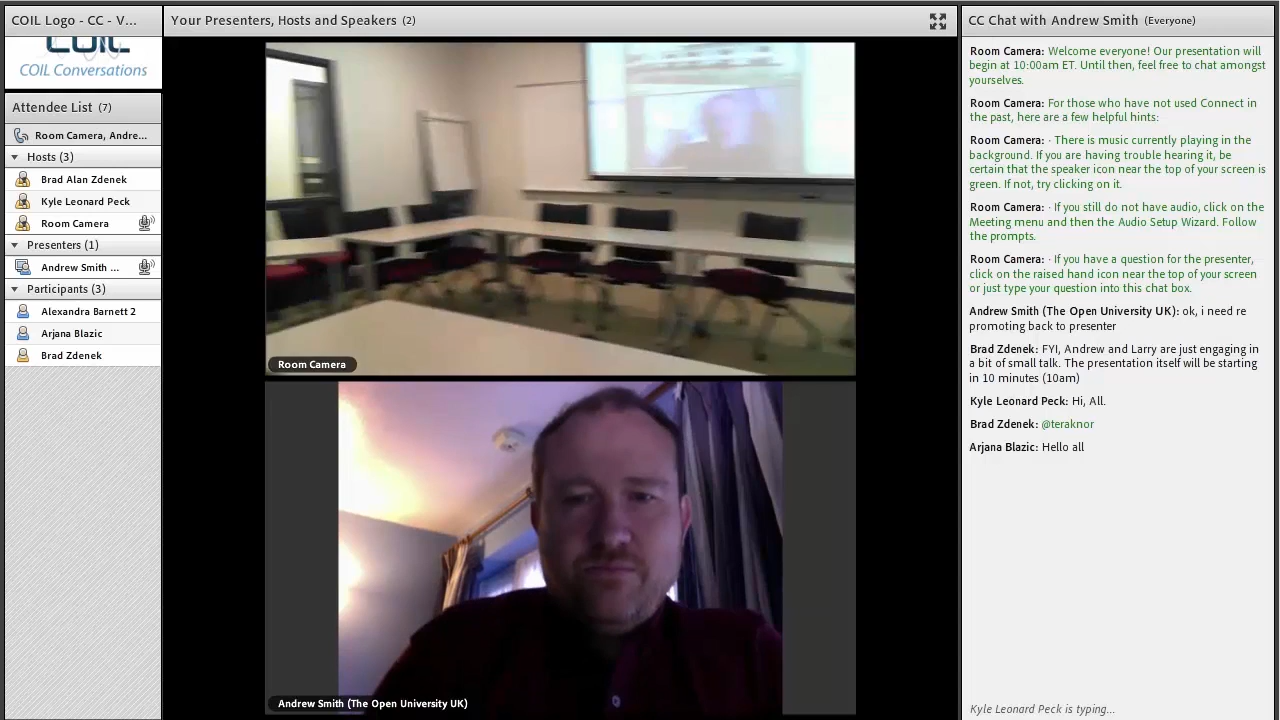 COIL Logo - CC - V...
COIL
COIL Conversations
Attendee List (7)
Room Camera, Andre...
Hosts (3)
Brad Alan Zdenek
Kyle Leonard Peck
Room Camera
Presenters (1)
Andrew Smith ...
Participants (3)
Alexandra Barnett 2
Arjana Blazic
Brad Zdenek
Your Presenters, Hosts and Speakers (2)
Room Camera
Andrew Smith (The Open University UK)
CC Chat with Andrew Smith (Everyone)
Room Camera: Welcome everyone! Our presentation will
begin at 10:00am ET. Until then, feel free to chat amongst
yourselves.
Room Camera: For those who have not used Connect in
the past, here are a few helpful hints:
Room Camera: · There is music currently playing in the
background. If you are having trouble hearing it, be
certain that the speaker icon near the top of your screen is
green. If not, try clicking on it.
Room Camera: · If you still do not have audio, click on the
Meeting menu and then the Audio Setup Wizard. Follow
the prompts.
Room Camera: · If you have a question for the presenter,
click on the raised hand icon near the top of your screen
or just type your question into this chat box.
Andrew Smith (The Open University UK): ok, i need re
promoting back to presenter
Brad Zdenek: FYI, Andrew and Larry are just engaging in
a bit of small talk. The presentation itself will be starting
in 10 minutes (10am)
Kyle Leonard Peck: Hi, All.
Brad Zdenek: @teraknor
Arjana Blazic: Hello all
Kyle Leonard Peck is typing...